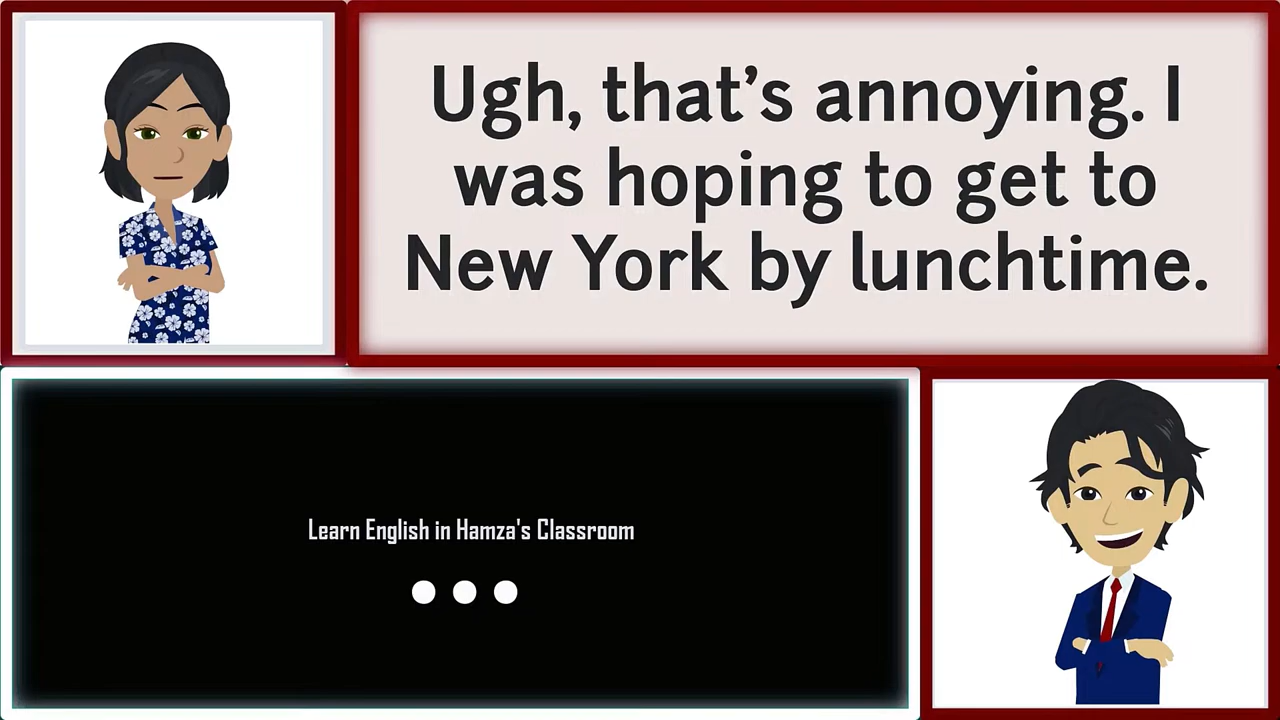 Ugh, that’s annoying. I
was hoping to get to
New York by lunchtime.
Learn English in Hamza's Classroom